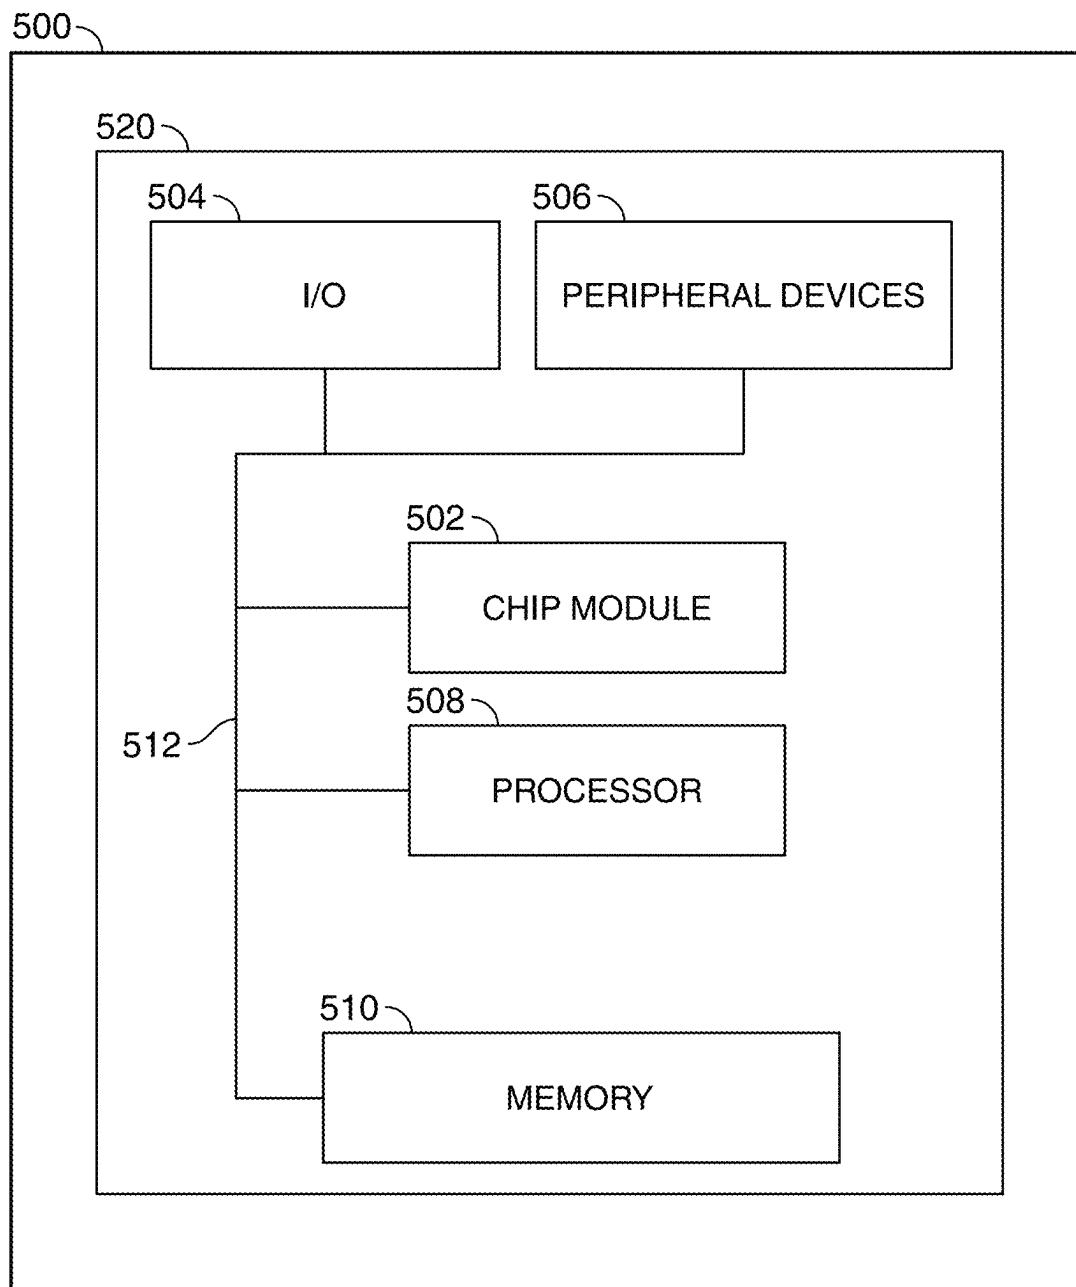 500
520
504
506
I/O
PERIPHERAL DEVICES
502
CHIP MODULE
508
512
PROCESSOR
510
MEMORY